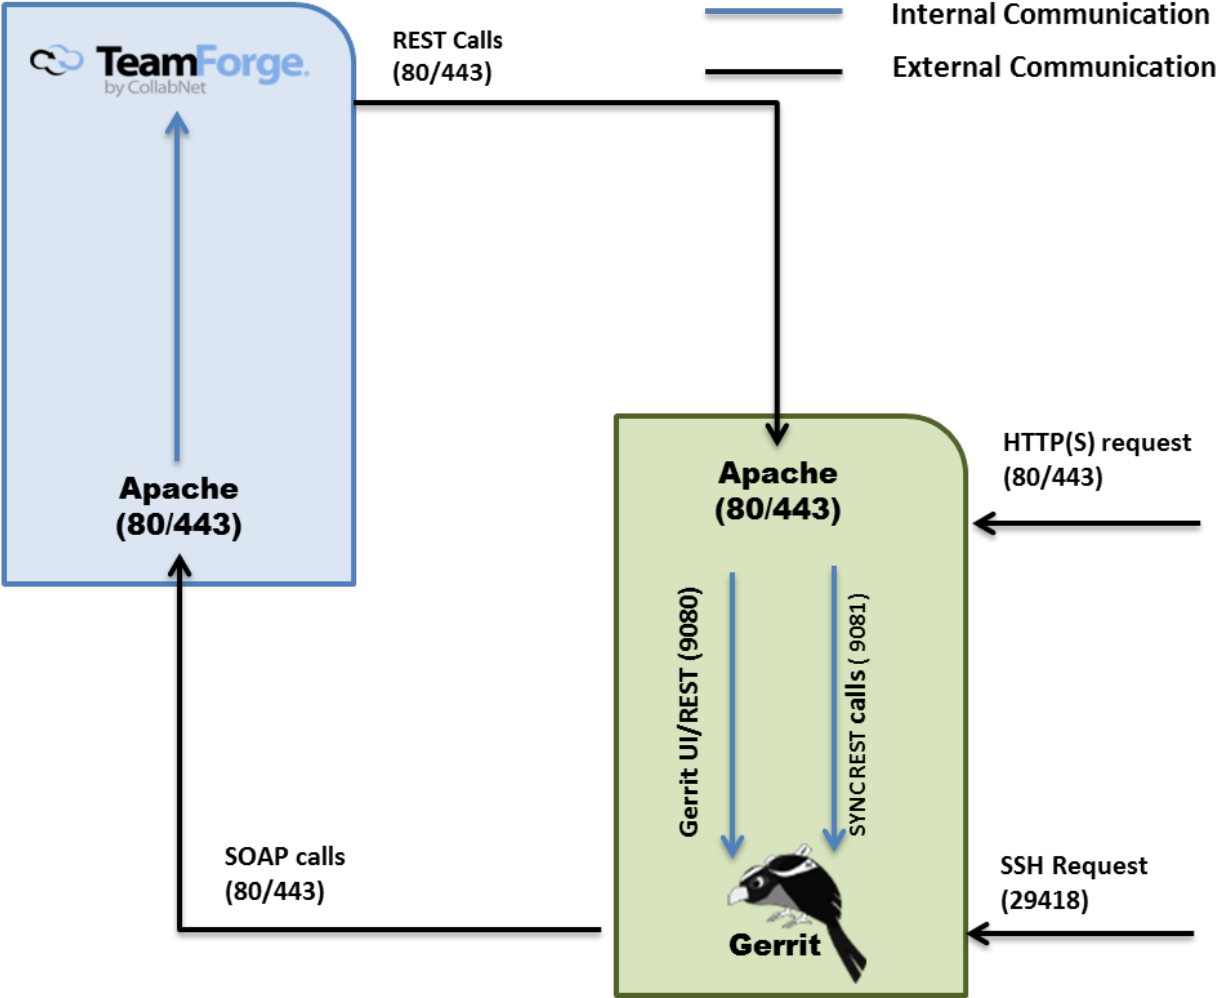 TeamForge.
by CollabNet
REST Calls
(80/443)
Internal Communication
External Communication
Apache
(80/443)
Apache
(80/443)
HTTP(S) request
(80/443)
Gerrit UI/REST (9080)
SYNC REST calls ( 9081)
SOAP calls
(80/443)
SSH Request
(29418)
Gerrit